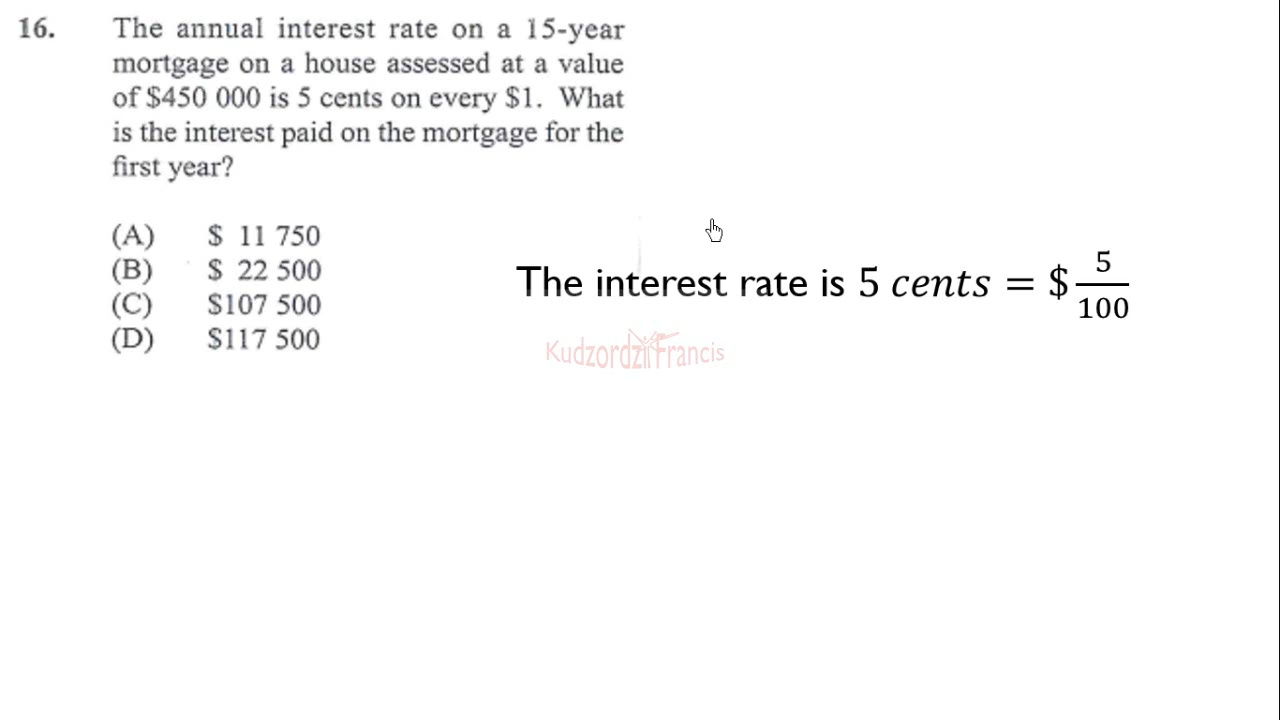 16. The annual interest rate on a 15-year
mortgage on a house assessed at a value
of $450 000 is 5 cents on every $1. What
is the interest paid on the mortgage for the
first year?
(A) $ 11 750
(B) $ 22 500
(C) $107 500
(D) $117 500
The interest rate is 5 cents = $ 5/100
Kudzordzi Francis